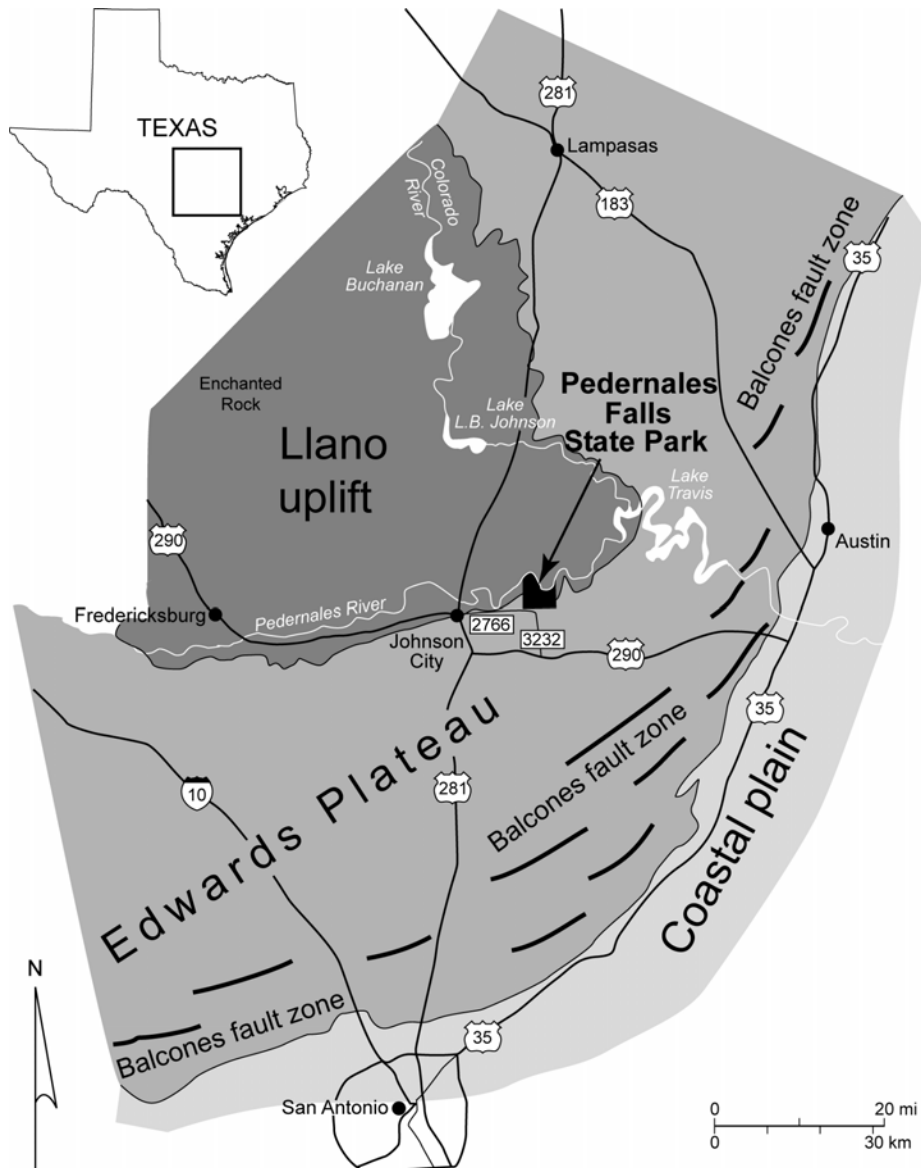 TEXAS
281
Lampasas
183
35
Colorado
River
Lake
Buchanan
Balcones fault zone
Enchanted
Rock
Pedernales
Falls
State Park
Lake
L.B. Johnson
Llano
uplift
Lake
Travis
290
Austin
Fredericksburg
Pedernales River
2766
Johnson
City
3232
290
35
10
281
Edwards Plateau
Balcones fault zone
Coastal plain
N
Balcones fault zone
35
San Antonio
0 20 mi
0 30 km